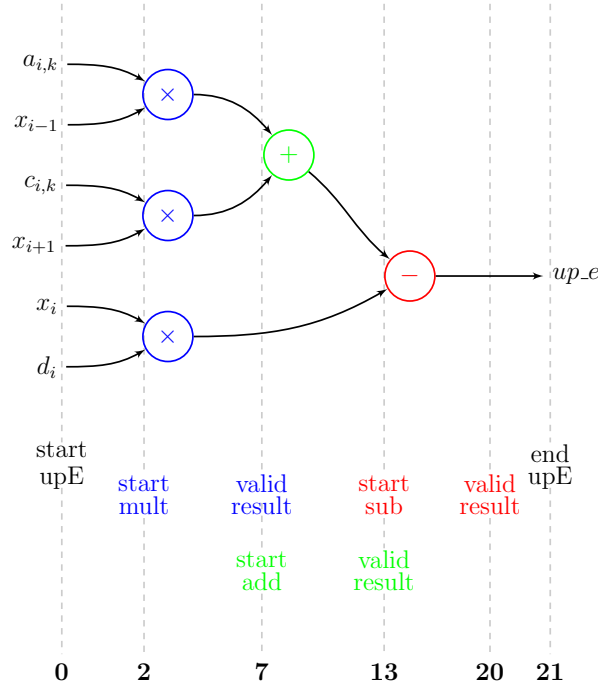 a_{i,k}
×
x_{i−1}
+
c_{i,k}
×
x_{i+1}
−
up_e
x_i
×
d_i
start
upE
end
upE
start
mult
valid
result
start
sub
valid
result
start
add
valid
result
0 2 7 13 20 21